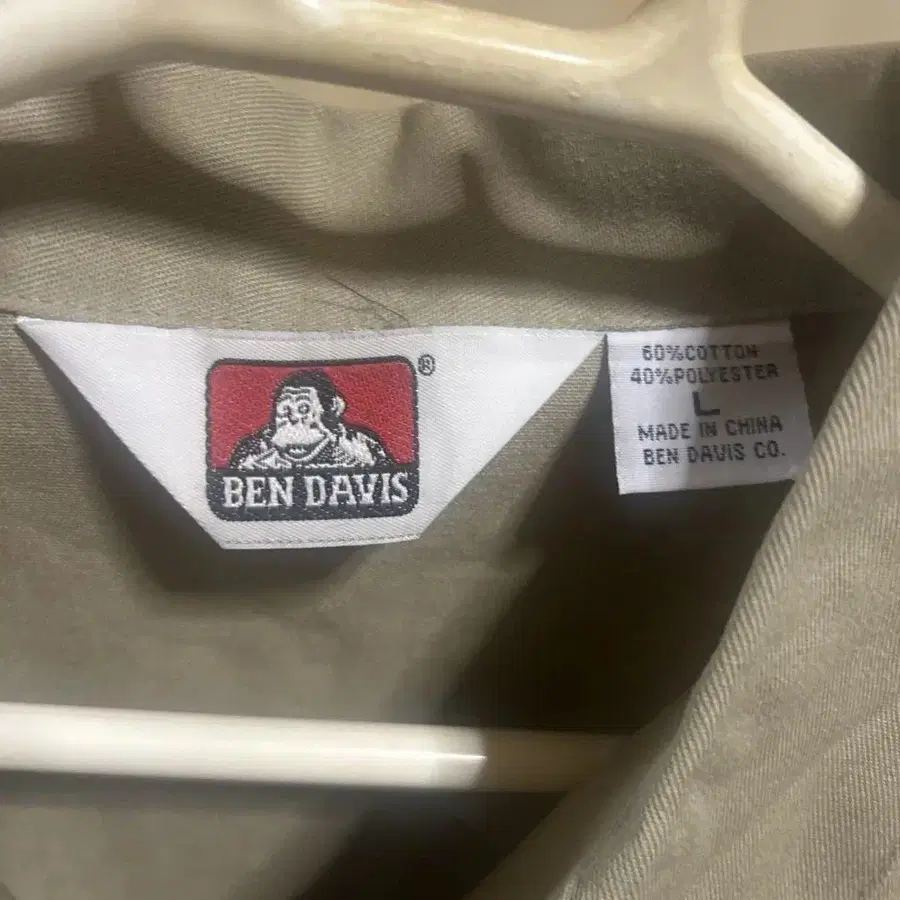 ®
BEN DAVIS
60%COTTON
40%POLYESTER
L
MADE IN CHINA
BEN DAVIS CO.